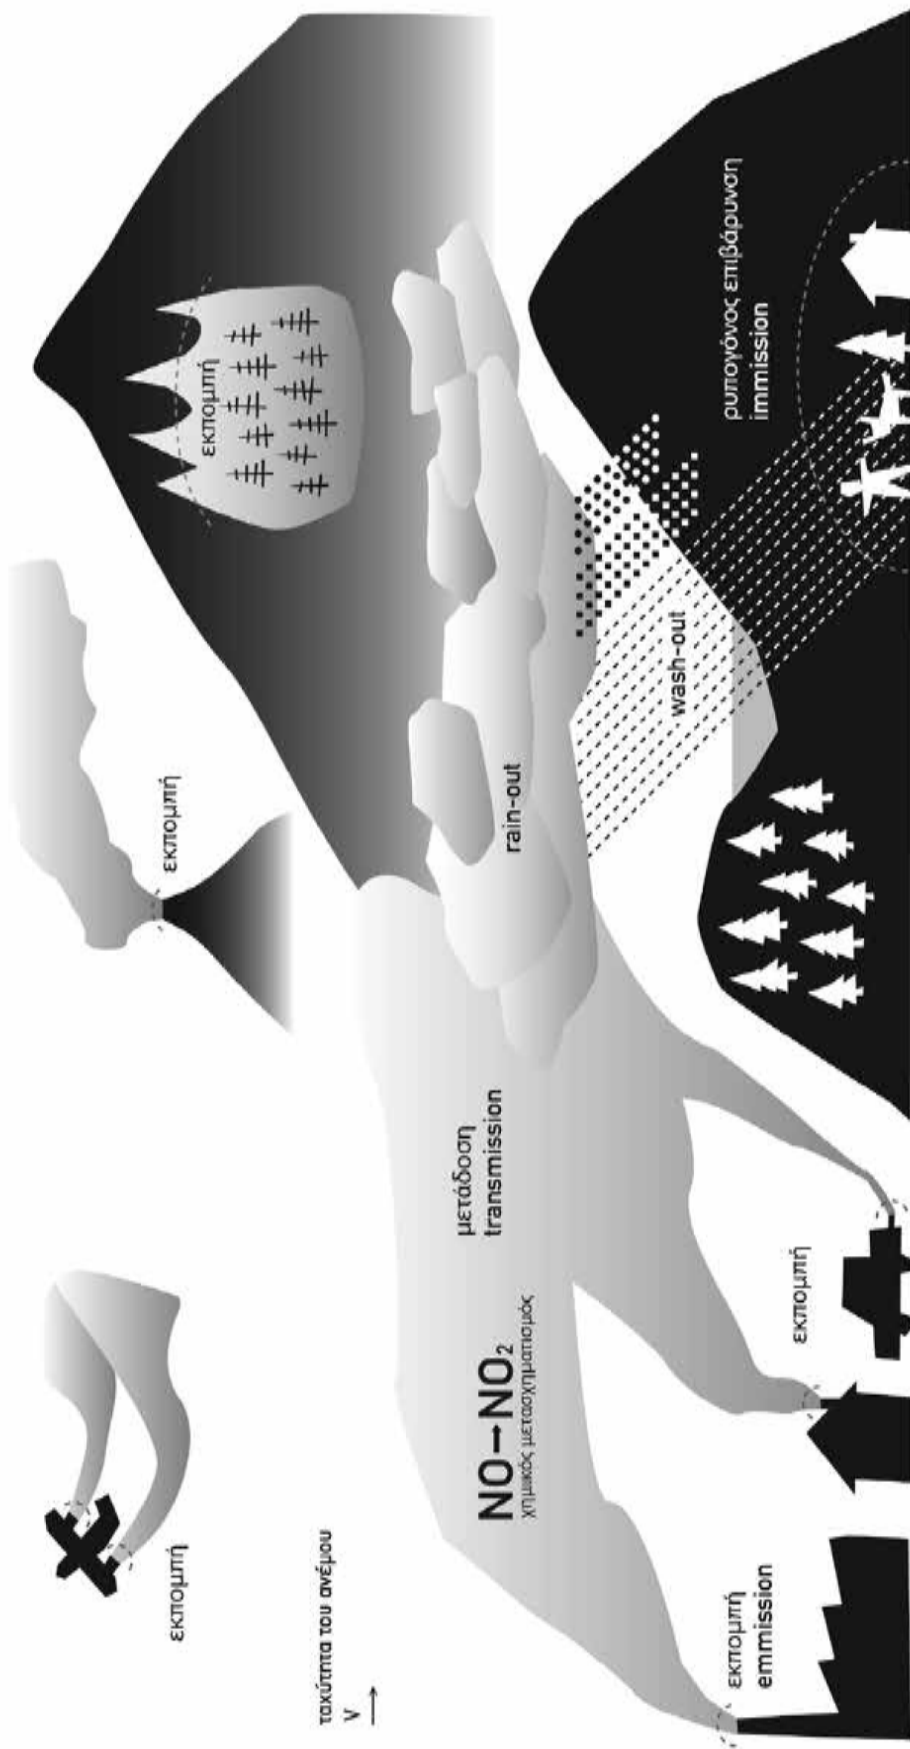 εκπομπή
εκπομπή
εκπομπή
ταχύτητα του ανέμου
V
μετάδοση
transmission
NO→NO₂
χημικός μετασχηματισμός
rain-out
wash-out
ρυπογόνος επιβάρυνση
immission
εκπομπή
emmission
εκπομπή